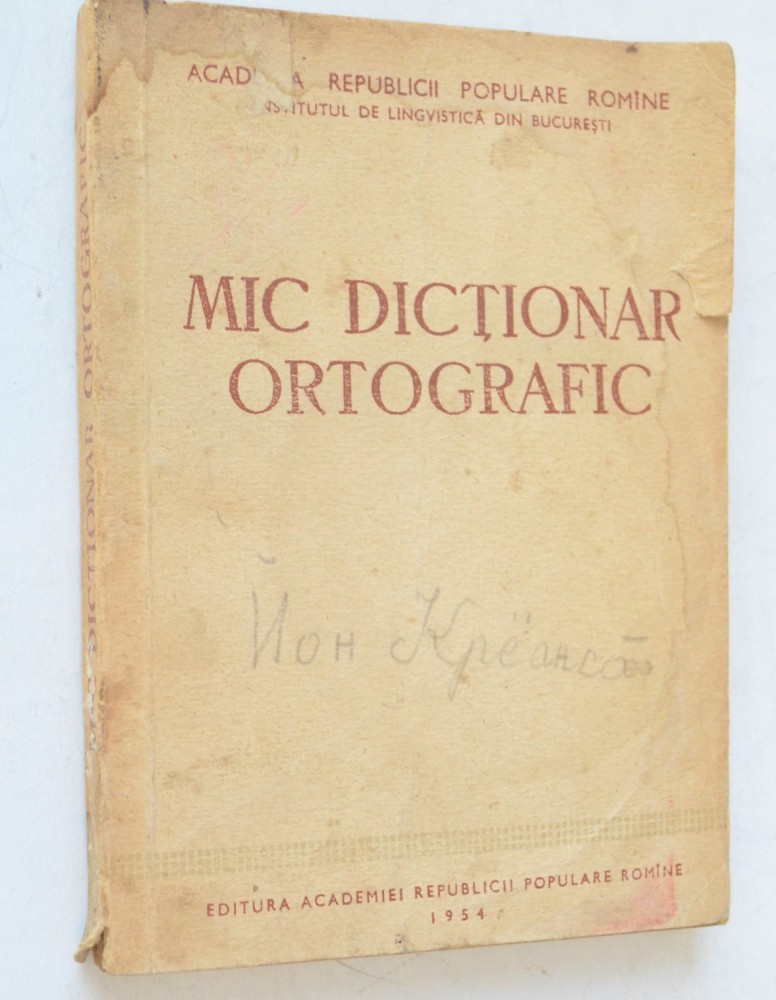 ACADEMIA REPUBLICII POPULARE ROMÎNE
INSTITUTUL DE LINGVISTICĂ DIN BUCUREȘTI
MIC DICȚIONAR
ORTOGRAFIC
Йон
EDITURA ACADEMIEI REPUBLICII POPULARE ROMÎNE
1954
MIC DICȚIONAR ORTOGRAFIC